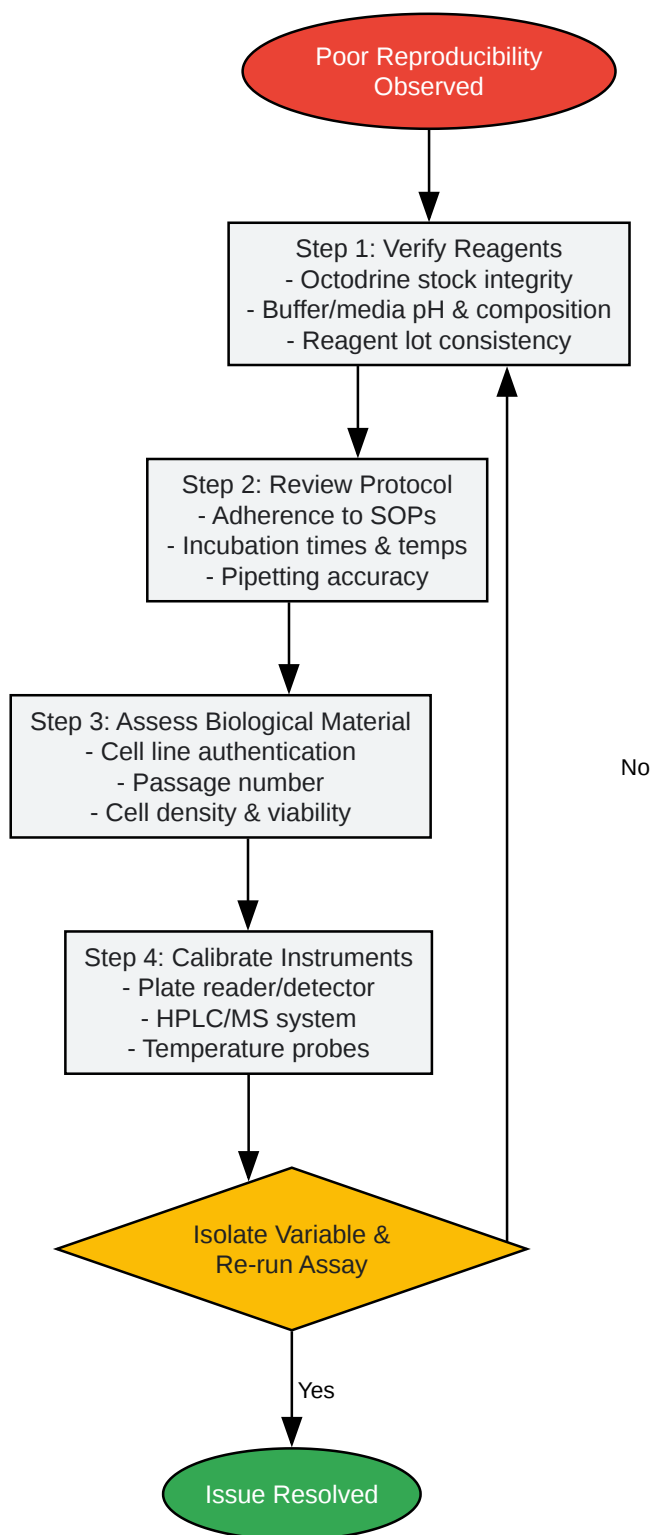 Poor Reproducibility
Observed
Step 1: Verify Reagents
- Octodrine stock integrity
- Buffer/media pH & composition
- Reagent lot consistency
Step 2: Review Protocol
- Adherence to SOPs
- Incubation times & temps
- Pipetting accuracy
Step 3: Assess Biological Material
- Cell line authentication
- Passage number
- Cell density & viability
No
Step 4: Calibrate Instruments
- Plate reader/detector
- HPLC/MS system
- Temperature probes
Isolate Variable &
Re-run Assay
Yes
Issue Resolved